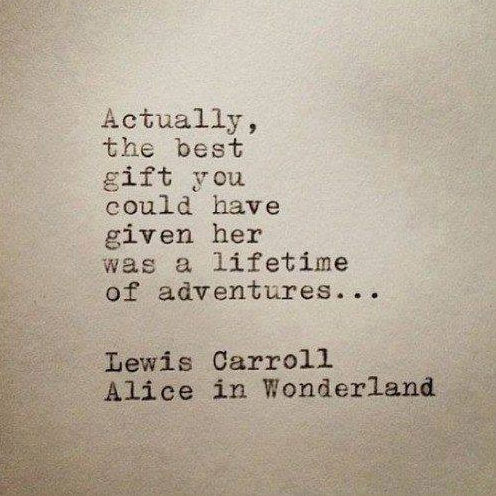 Actually,
the best
gift you
could have
given her
was a lifetime
of adventures...
Lewis Carroll
Alice in Wonderland